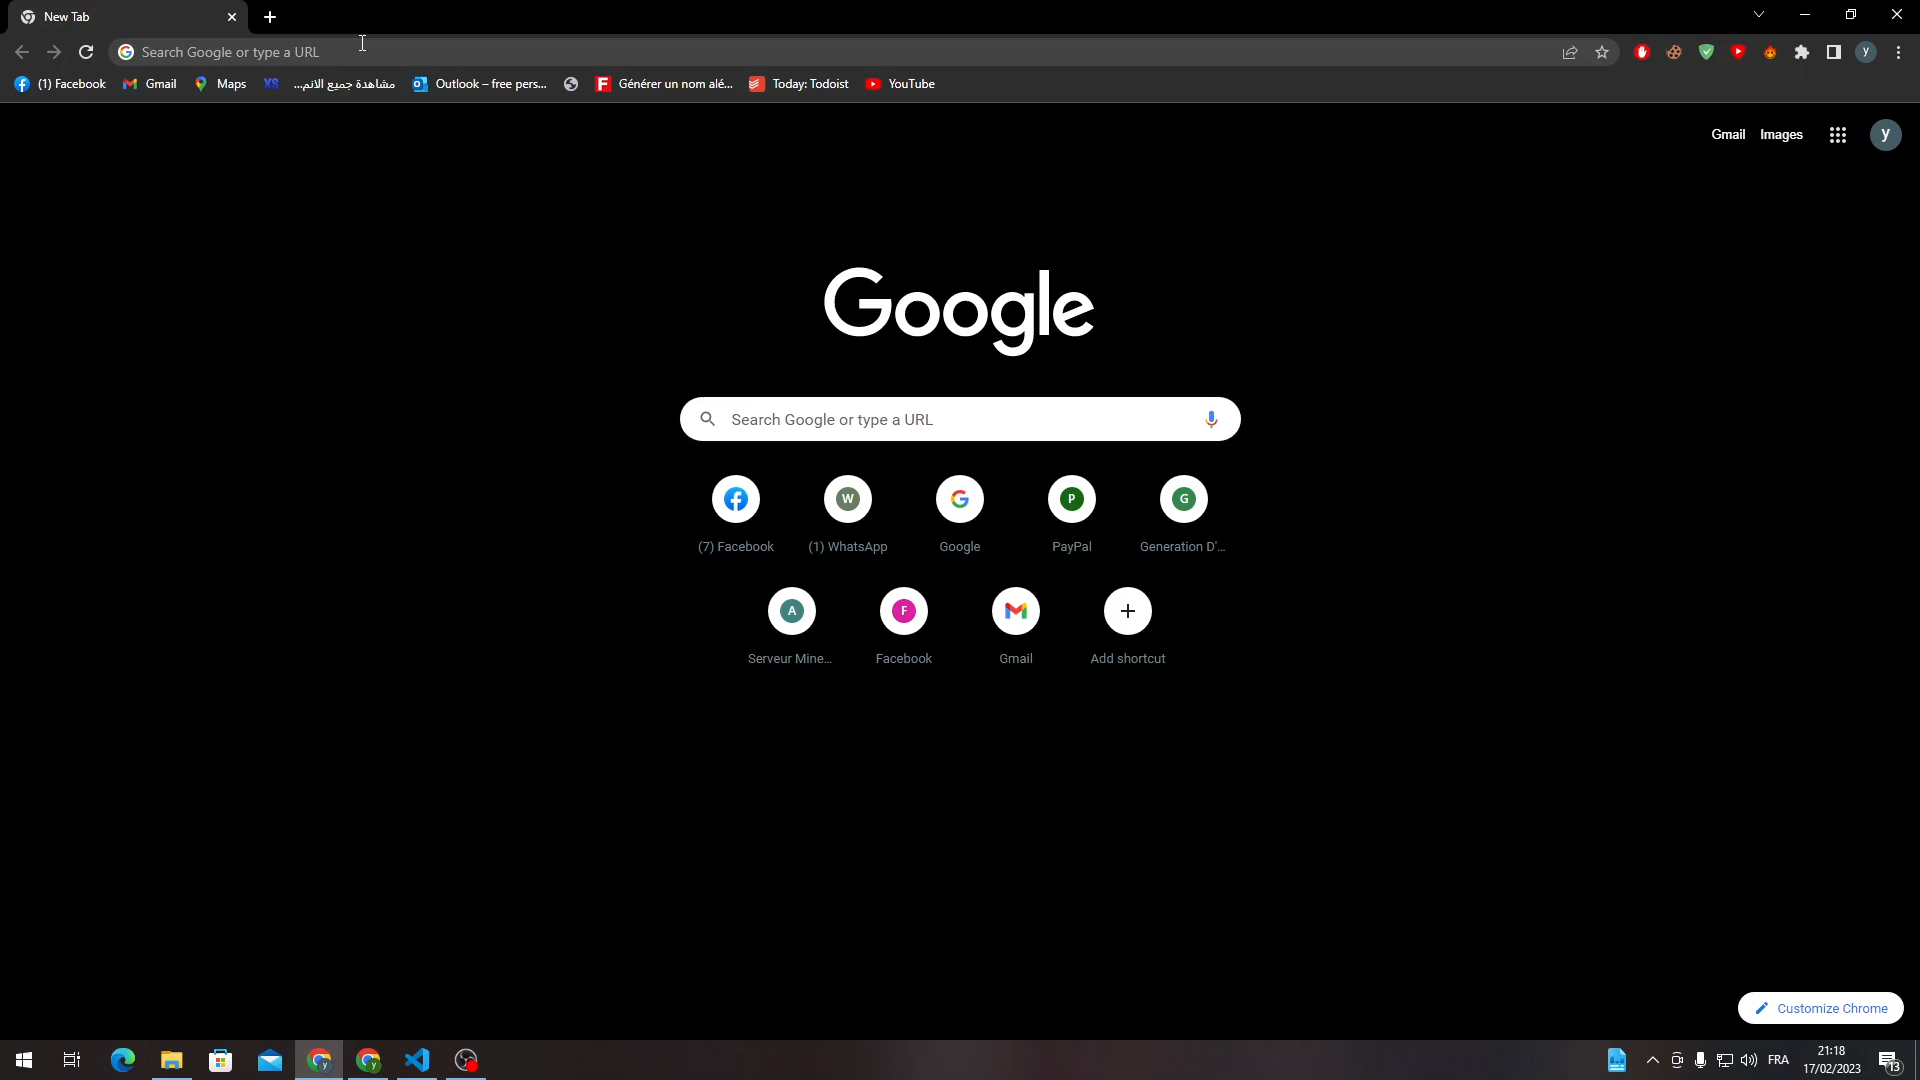 New Tab
Search Google or type a URL
(1) Facebook
Gmail
Maps
XS
مشاهدة جميع الانم...
Outlook – free pers...
Générer un nom alé...
Today: Todoist
YouTube
y
Gmail
Images
y
Google
Search Google or type a URL
W
P
G
(7) Facebook
(1) WhatsApp
Google
PayPal
Generation D'...
A
F
Serveur Mine...
Facebook
Gmail
Add shortcut
Customize Chrome
FRA
21:18
17/02/2023
13